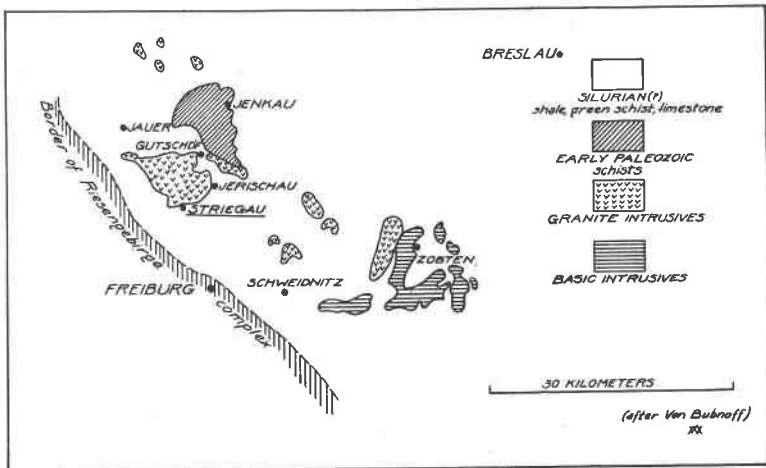 BRESLAU
SILURIAN(?)
shale, green schist, limestone
JENKAU
JAUER
GUTSCHDF
EARLY PALEOZOIC
schists
JERISCHAU
STRIEGAU
GRANITE INTRUSIVES
Border of Riesengebirge complex
ZOBTEN
BASIC INTRUSIVES
FREIBURG
SCHWEIDNITZ
30 KILOMETERS
(after Von Bubnoff)